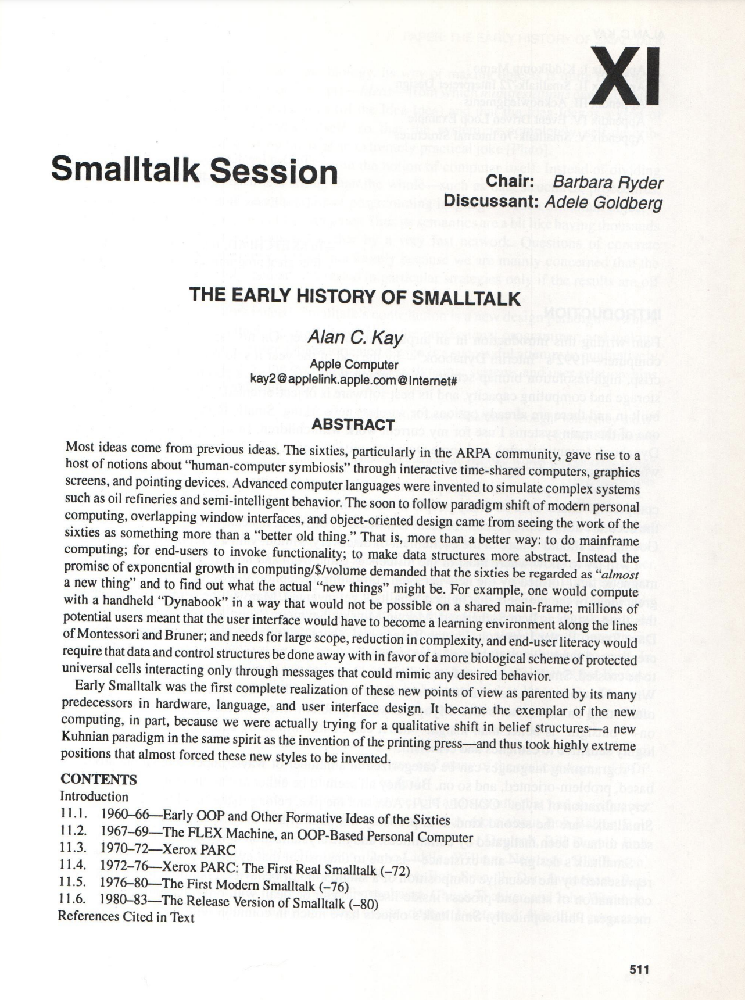 XI
Smalltalk Session
Chair: Barbara Ryder
Discussant: Adele Goldberg
THE EARLY HISTORY OF SMALLTALK
Alan C. Kay
Apple Computer
kay2@applelink.apple.com@Internet#
ABSTRACT
Most ideas come from previous ideas. The sixties, particularly in the ARPA community, gave rise to a
host of notions about “human-computer symbiosis” through interactive time-shared computers, graphics
screens, and pointing devices. Advanced computer languages were invented to simulate complex systems
such as oil refineries and semi-intelligent behavior. The soon to follow paradigm shift of modern personal
computing, overlapping window interfaces, and object-oriented design came from seeing the work of the
sixties as something more than a “better old thing.” That is, more than a better way: to do mainframe
computing; for end-users to invoke functionality; to make data structures more abstract. Instead the
promise of exponential growth in computing/$/volume demanded that the sixties be regarded as “almost
a new thing” and to find out what the actual “new things” might be. For example, one would compute
with a handheld “Dynabook” in a way that would not be possible on a shared main-frame; millions of
potential users meant that the user interface would have to become a learning environment along the lines
of Montessori and Bruner; and needs for large scope, reduction in complexity, and end-user literacy would
require that data and control structures be done away with in favor of a more biological scheme of protected
universal cells interacting only through messages that could mimic any desired behavior.
Early Smalltalk was the first complete realization of these new points of view as parented by its many
predecessors in hardware, language, and user interface design. It became the exemplar of the new
computing, in part, because we were actually trying for a qualitative shift in belief structures—a new
Kuhnian paradigm in the same spirit as the invention of the printing press—and thus took highly extreme
positions that almost forced these new styles to be invented.
CONTENTS
Introduction
11.1. 1960–66—Early OOP and Other Formative Ideas of the Sixties
11.2. 1967–69—The FLEX Machine, an OOP-Based Personal Computer
11.3. 1970–72—Xerox PARC
11.4. 1972–76—Xerox PARC: The First Real Smalltalk (–72)
11.5. 1976–80—The First Modern Smalltalk (–76)
11.6. 1980–83—The Release Version of Smalltalk (–80)
References Cited in Text
511